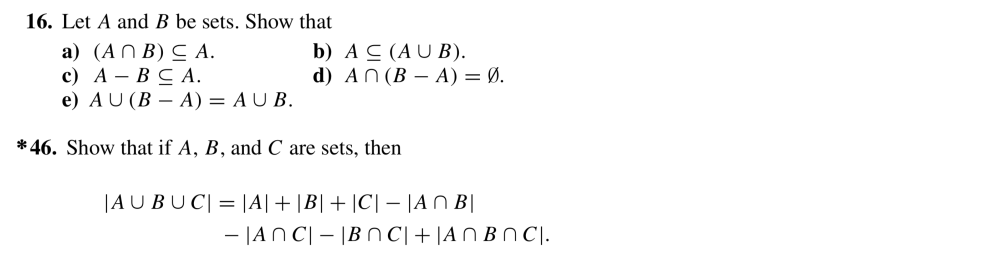 16. Let A and B be sets. Show that
a) (A ∩ B) ⊆ A. b) A ⊆ (A ∪ B).
c) A − B ⊆ A. d) A ∩ (B − A) = ∅.
e) A ∪ (B − A) = A ∪ B.
*46. Show that if A, B, and C are sets, then
|A ∪ B ∪ C| = |A| + |B| + |C| − |A ∩ B|
− |A ∩ C| − |B ∩ C| + |A ∩ B ∩ C|.